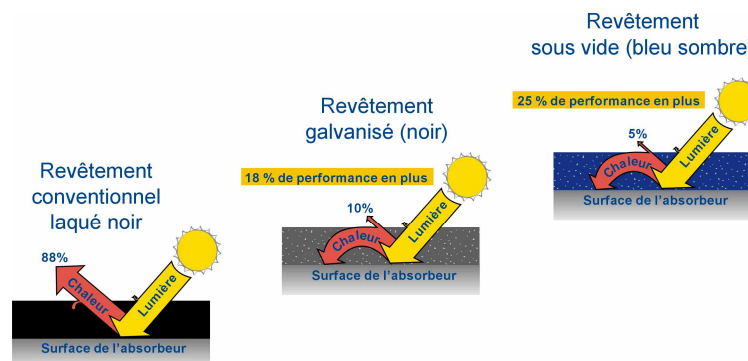 Revêtement
conventionnel
laqué noir
88%
Chaleur
Lumière
Surface de l'absorbeur
Revêtement
galvanisé (noir)
18 % de performance en plus
10%
Chaleur
Lumière
Surface de l'absorbeur
Revêtement
sous vide (bleu sombre
25 % de performance en plus
5%
Chaleur
Lumière
Surface de l'absorbeur